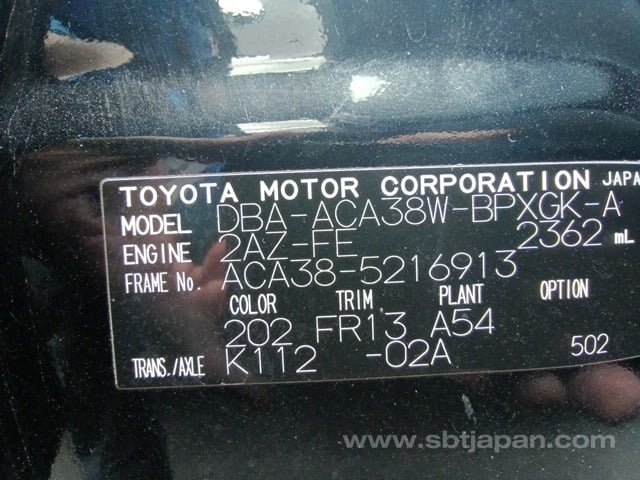 TOYOTA MOTOR CORPORATION JAPA
MODEL DBA-ACA38W-BPXGK-A
ENGINE 2AZ-FE 2362 mL
FRAME No. ACA38-5216913
COLOR TRIM PLANT OPTION
202 FR13 A54
TRANS./AXLE K112 -02A 502
www.sbtjapan.com